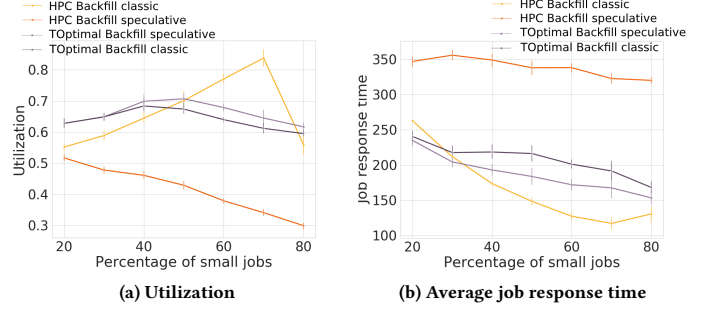 HPC Backfill classic
HPC Backfill speculative
TOptimal Backfill speculative
TOptimal Backfill classic
0.8
0.7
0.6
0.5
0.4
0.3
Utilization
20 40 60 80
Percentage of small jobs
(a) Utilization
HPC Backfill classic
HPC Backfill speculative
TOptimal Backfill speculative
TOptimal Backfill classic
350
300
250
200
150
100
Job response time
20 40 60 80
Percentage of small jobs
(b) Average job response time